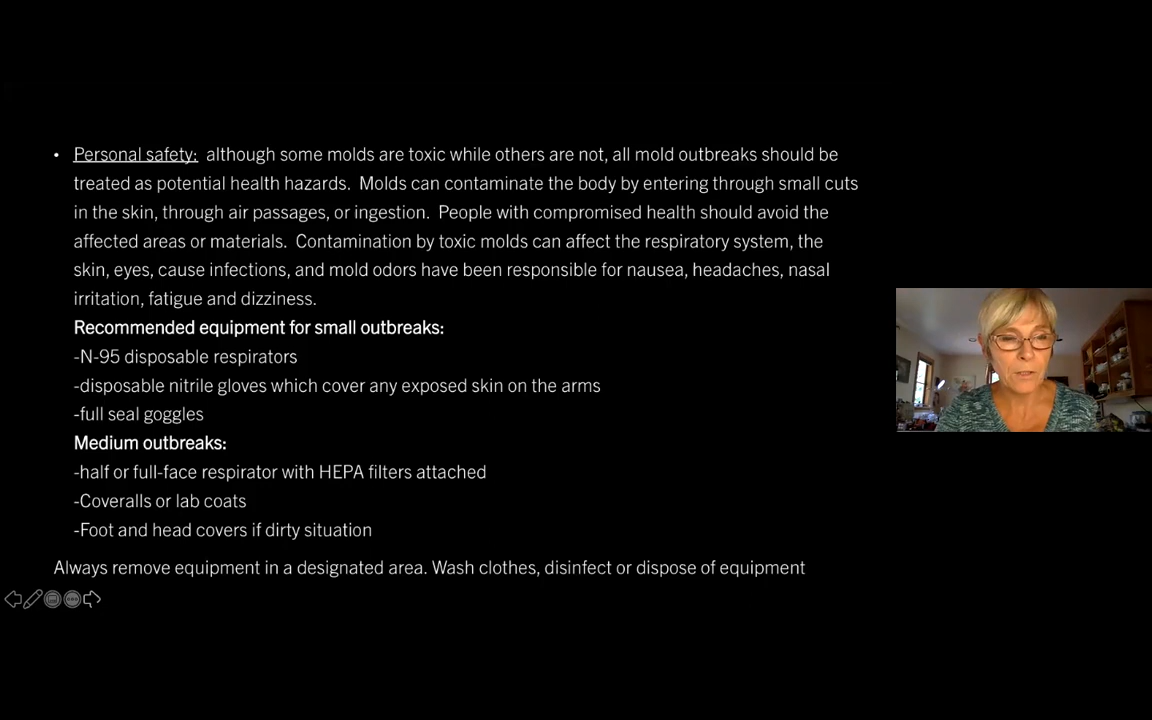 • Personal safety:  although some molds are toxic while others are not, all mold outbreaks should be
treated as potential health hazards.  Molds can contaminate the body by entering through small cuts
in the skin, through air passages, or ingestion.  People with compromised health should avoid the
affected areas or materials.  Contamination by toxic molds can affect the respiratory system, the
skin, eyes, cause infections, and mold odors have been responsible for nausea, headaches, nasal
irritation, fatigue and dizziness.
Recommended equipment for small outbreaks:
-N-95 disposable respirators
-disposable nitrile gloves which cover any exposed skin on the arms
-full seal goggles
Medium outbreaks:
-half or full-face respirator with HEPA filters attached
-Coveralls or lab coats
-Foot and head covers if dirty situation
Always remove equipment in a designated area. Wash clothes, disinfect or dispose of equipment